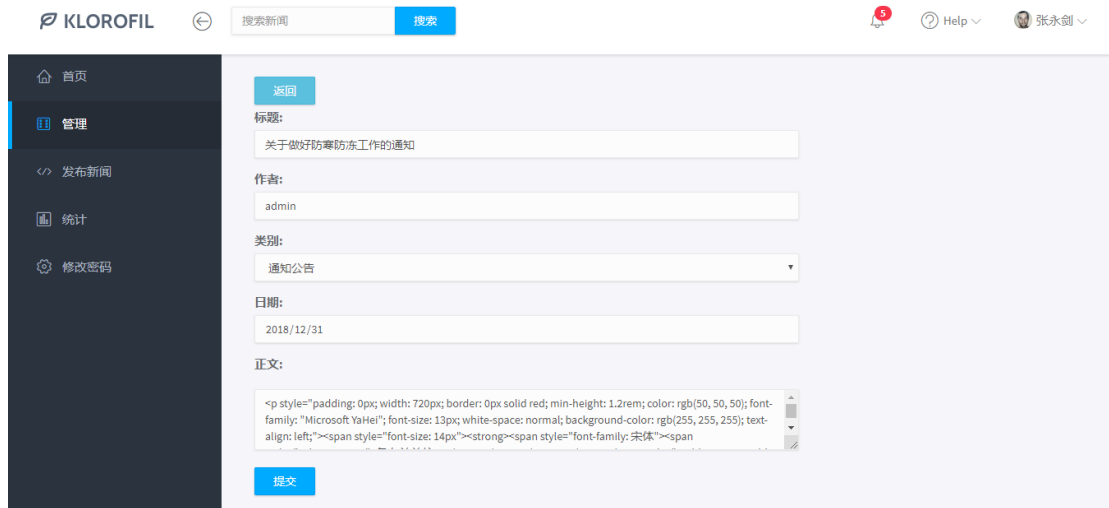 KLOROFIL
搜索新闻
搜索
5
Help
张永剑
首页
管理
发布新闻
统计
修改密码
返回
标题:
关于做好防寒防冻工作的通知
作者:
admin
类别:
通知公告
日期:
2018/12/31
正文:
<p style="padding: 0px; width: 720px; border: 0px solid red; min-height: 1.2rem; color: rgb(50, 50, 50); font-
family: "Microsoft YaHei"; font-size: 13px; white-space: normal; background-color: rgb(255, 255, 255); text-
align: left;"><span style="font-size: 14px"><strong><span style="font-family: 宋体"><span
提交